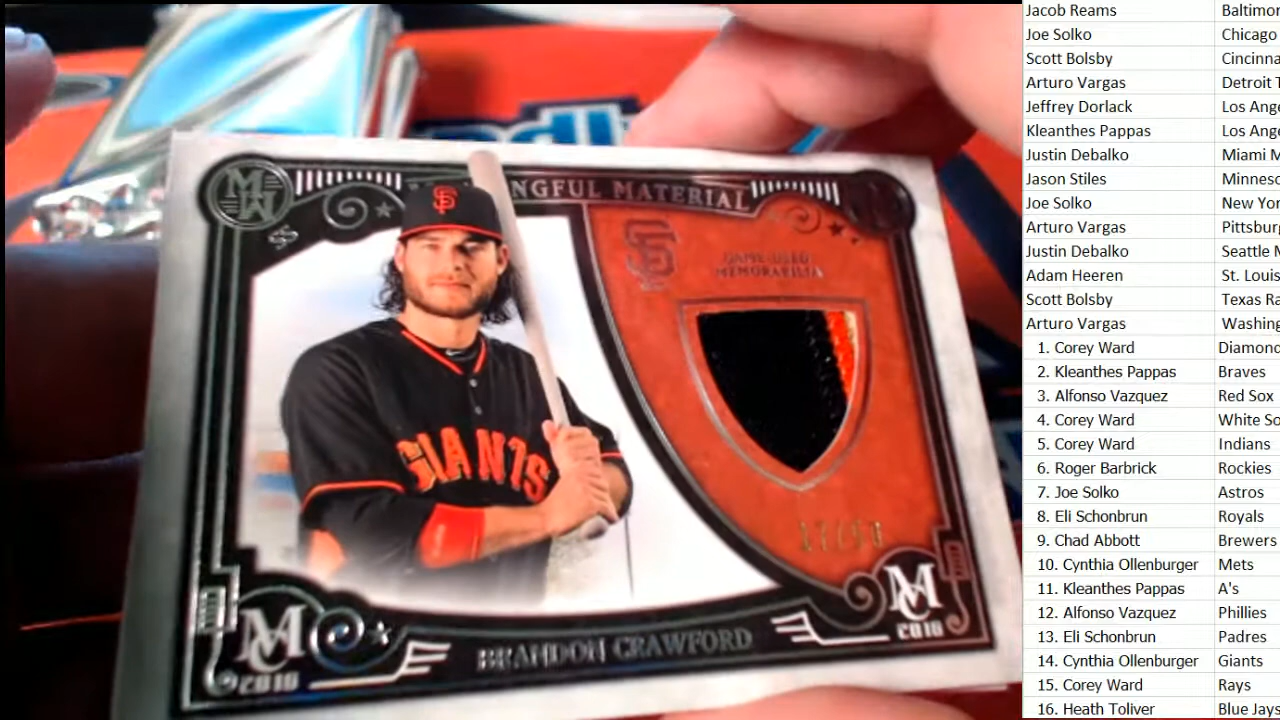 NGFUL MATERIAL
SF
SF
GAME-USED
MEMORABILIA
GIANTS
17/50
MC
2016
BRANDON CRAWFORD
MC
2016
Jacob Reams Baltimor
Joe Solko Chicago
Scott Bolsby Cincinna
Arturo Vargas Detroit T
Jeffrey Dorlack Los Ang
Kleanthes Pappas Los Ang
Justin Debalko Miami M
Jason Stiles Minneso
Joe Solko New Yor
Arturo Vargas Pittsburg
Justin Debalko Seattle M
Adam Heeren St. Louis
Scott Bolsby Texas Ra
Arturo Vargas Washing
1. Corey Ward Diamond
2. Kleanthes Pappas Braves
3. Alfonso Vazquez Red Sox
4. Corey Ward White So
5. Corey Ward Indians
6. Roger Barbrick Rockies
7. Joe Solko Astros
8. Eli Schonbrun Royals
9. Chad Abbott Brewers
10. Cynthia Ollenburger Mets
11. Kleanthes Pappas A's
12. Alfonso Vazquez Phillies
13. Eli Schonbrun Padres
14. Cynthia Ollenburger Giants
15. Corey Ward Rays
16. Heath Toliver Blue Jays